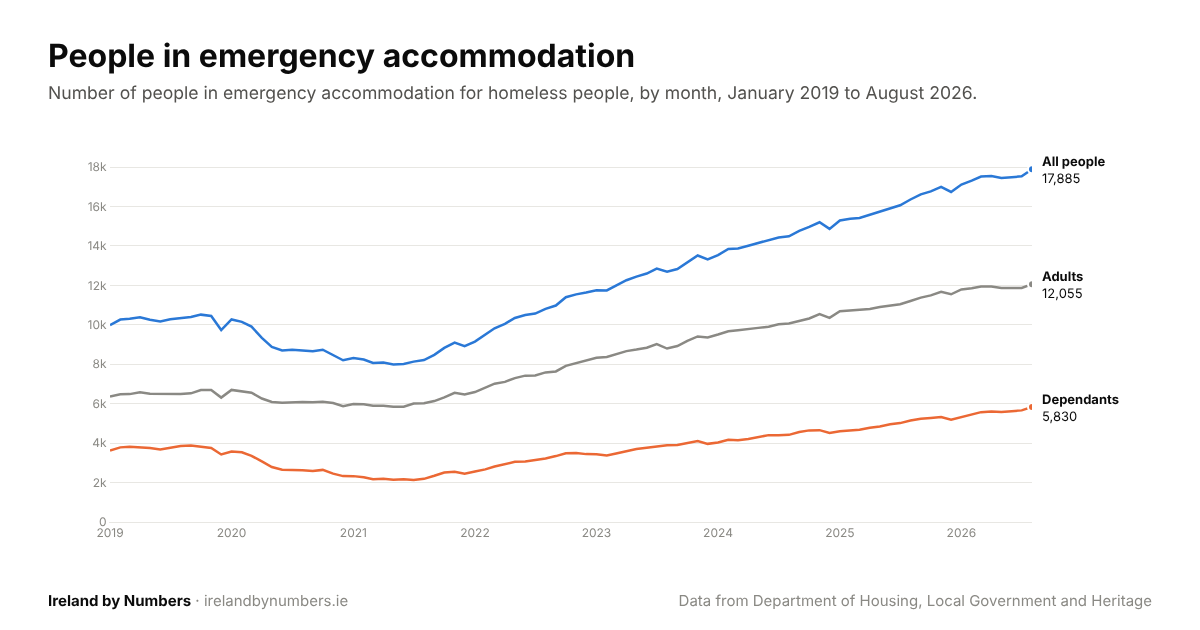 People in emergency accommodation
Number of people in emergency accommodation for homeless people, by month, January 2019 to August 2026.
18k
16k
14k
12k
10k
8k
6k
4k
2k
0
All people
17,885
Adults
12,055
Dependants
5,830
2019 2020 2021 2022 2023 2024 2025 2026
Ireland by Numbers · irelandbynumbers.ie
Data from Department of Housing, Local Government and Heritage